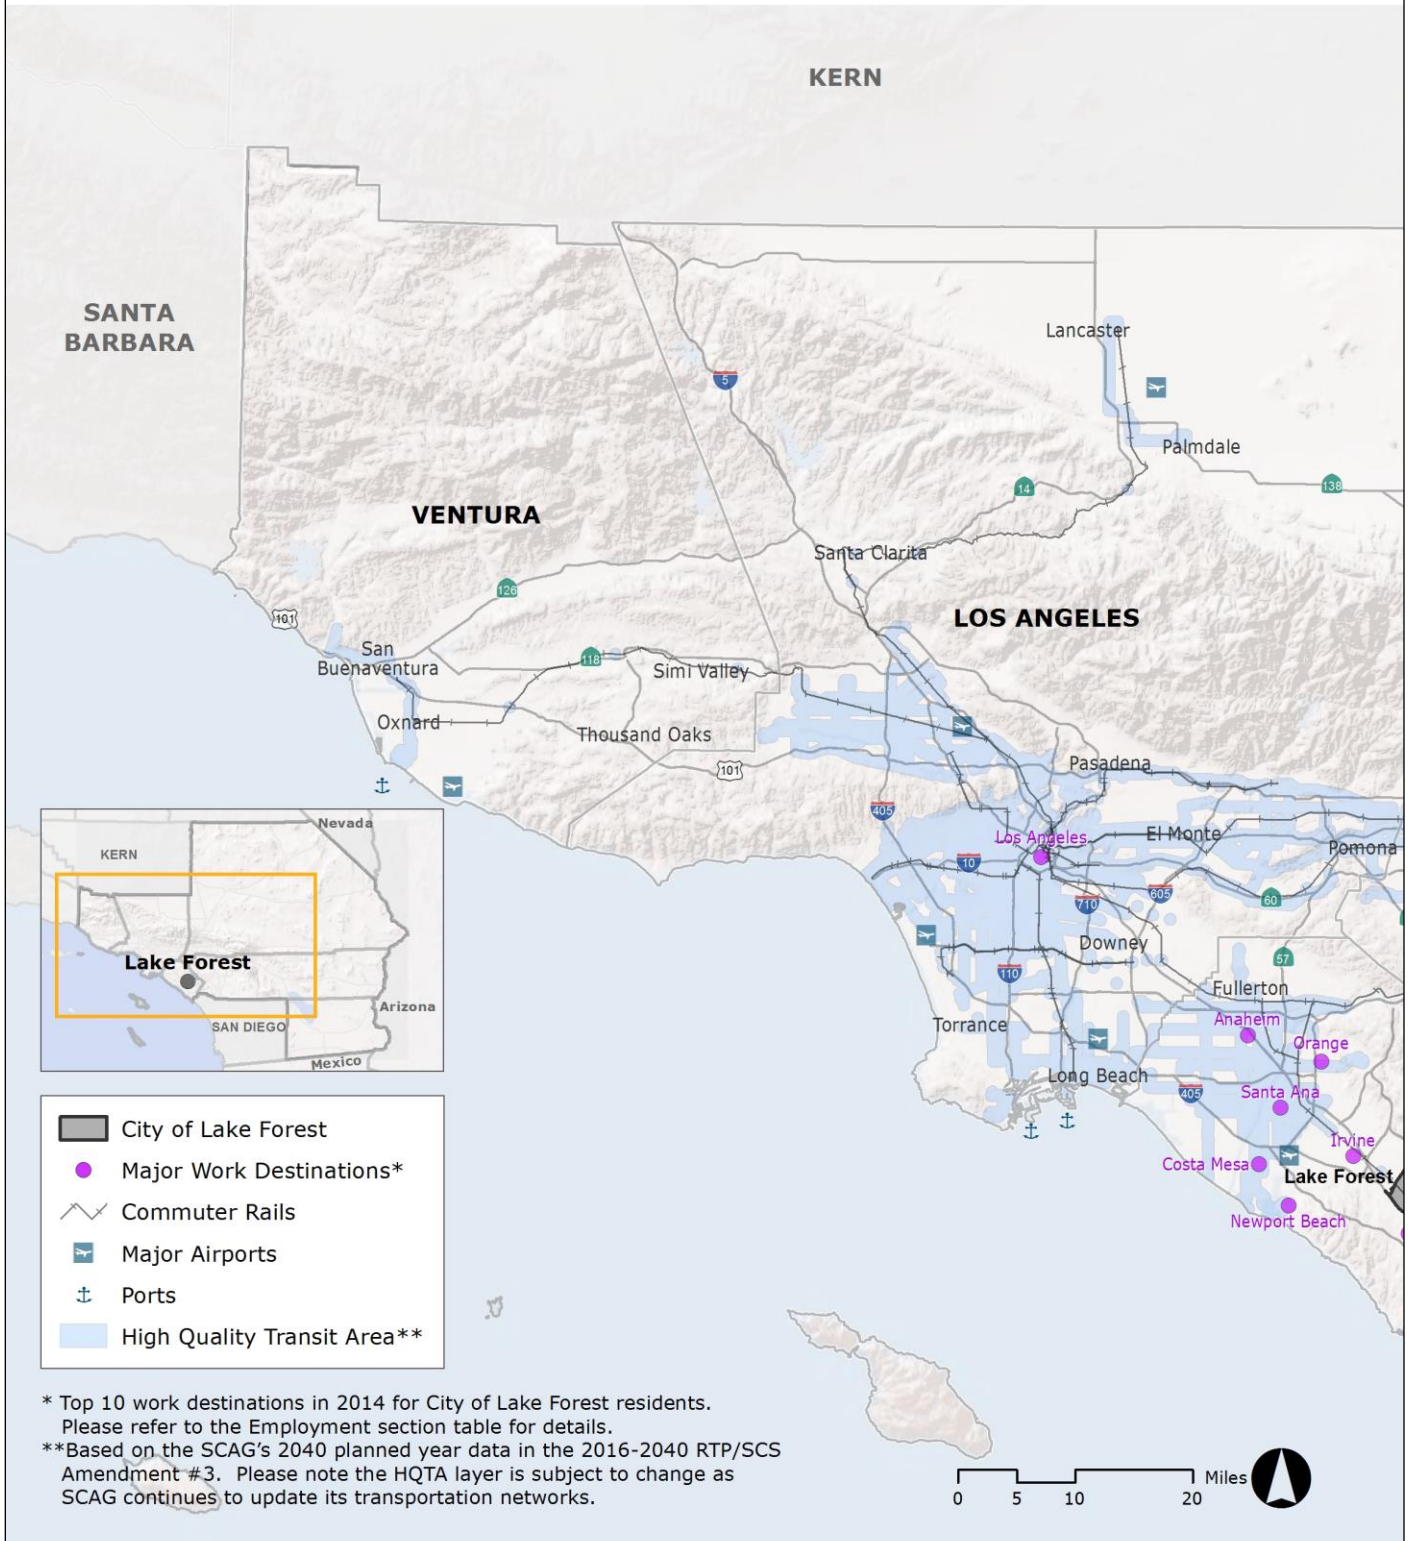 KERN
SANTA
BARBARA
Lancaster
5
Palmdale
14
138
VENTURA
Santa Clarita
126
LOS ANGELES
101
San
Buenaventura
118
Simi Valley
Oxnard
Thousand Oaks
101
Pasadena
405
Los Angeles
El Monte
Pomona
10
605
710
60
Downey
57
110
Fullerton
Torrance
Anaheim
Orange
Long Beach
405
Santa Ana
Irvine
Costa Mesa
Lake Forest
Newport Beach
Nevada
KERN
Lake Forest
Arizona
SAN DIEGO
Mexico
City of Lake Forest
Major Work Destinations*
Commuter Rails
Major Airports
Ports
High Quality Transit Area**
* Top 10 work destinations in 2014 for City of Lake Forest residents.
Please refer to the Employment section table for details.
**Based on the SCAG's 2040 planned year data in the 2016-2040 RTP/SCS
Amendment #3. Please note the HQTA layer is subject to change as
SCAG continues to update its transportation networks.
Miles
0 5 10 20